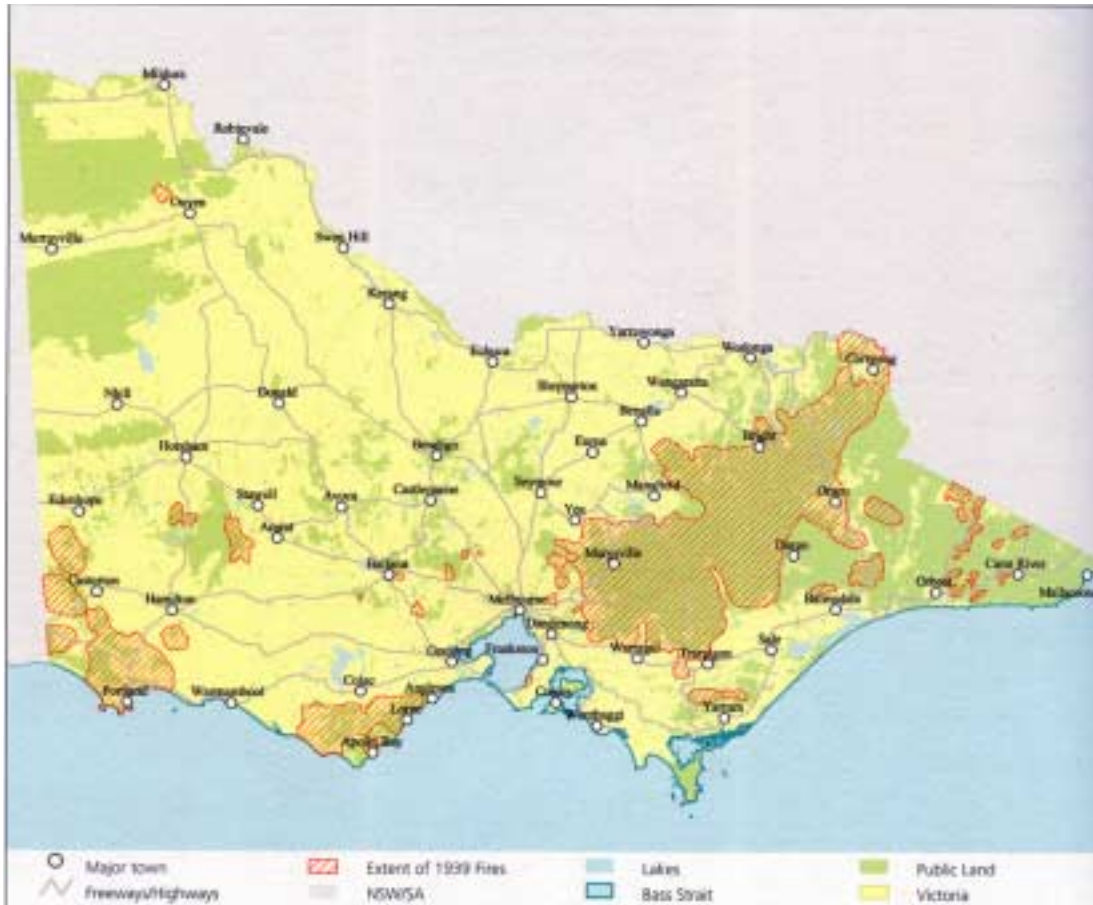 Mildura
Robinvale
Ouyen
Murrayville
Swan Hill
Kerang
Echuca
Yarrawonga
Wodonga
Corryong
Shepparton
Wangaratta
Nhill
Donald
Benalla
Bright
Horsham
Bendigo
Euroa
Edenhope
Stawell
Avoca
Castlemaine
Seymour
Mansfield
Omeo
Ararat
Yea
Marysville
Dargo
Casterton
Ballarat
Cann River
Hamilton
Melbourne
Orbost
Mallacoota
Bairnsdale
Dandenong
Sale
Geelong
Frankston
Warragul
Traralgon
Portland
Warrnambool
Colac
Anglesea
Lorne
Cowes
Wonthaggi
Yarram
Apollo Bay
Major town
Extent of 1939 Fires
Lakes
Public Land
Freeways/Highways
NSW/SA
Bass Strait
Victoria